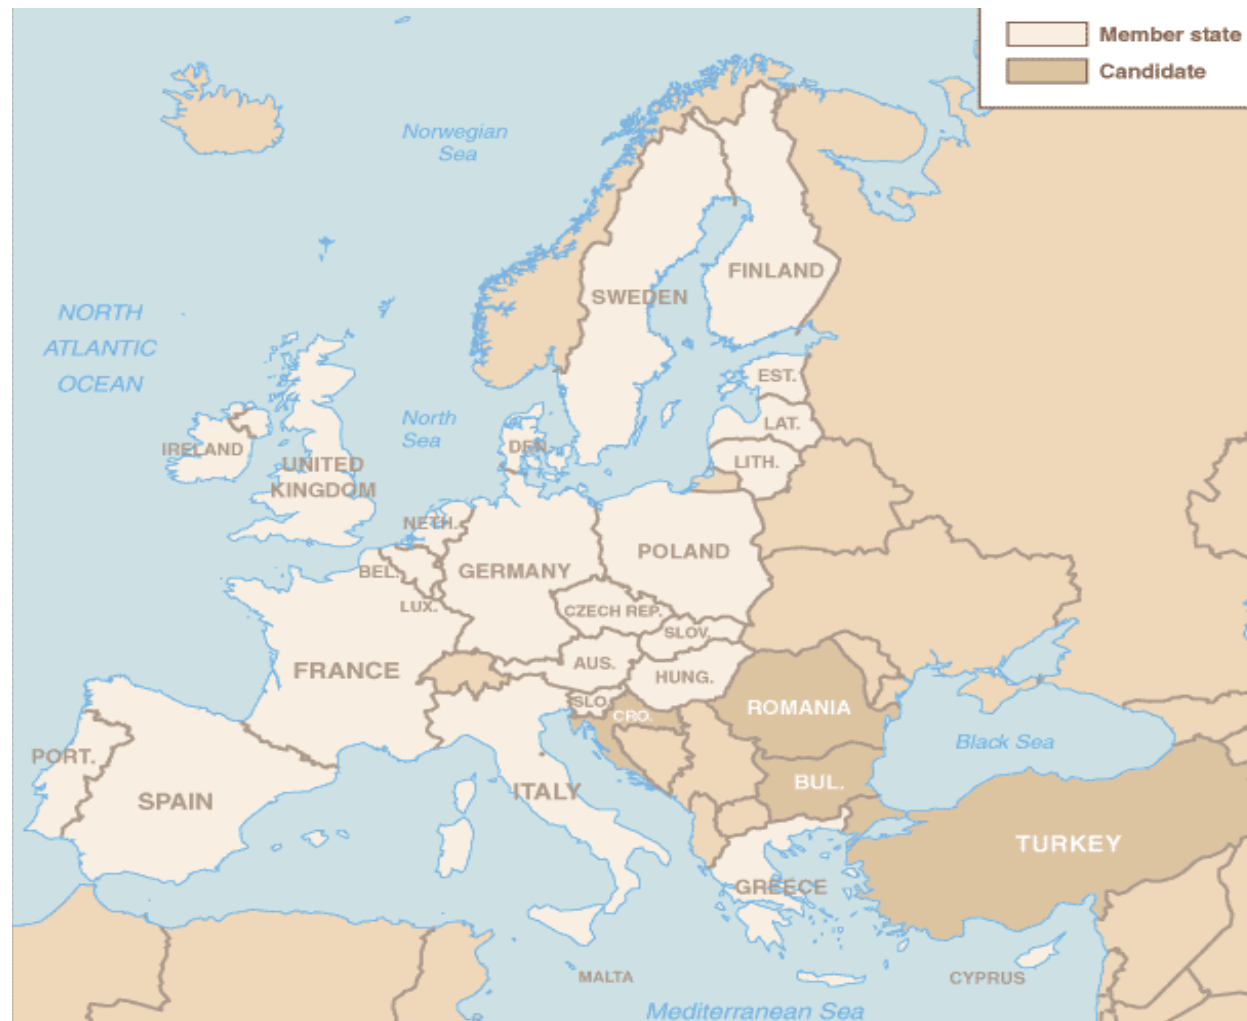 Member state
Candidate
Norwegian
Sea
FINLAND
SWEDEN
NORTH
ATLANTIC
OCEAN
EST.
North
Sea
LAT.
DEN.
IRELAND
LITH.
UNITED
KINGDOM
NETH.
POLAND
BEL.
GERMANY
LUX.
CZECH REP.
SLOV.
AUS.
FRANCE
HUNG.
SLO.
CRO.
ROMANIA
Black Sea
PORT.
BUL.
ITALY
SPAIN
TURKEY
GREECE
MALTA
CYPRUS
Mediterranean Sea